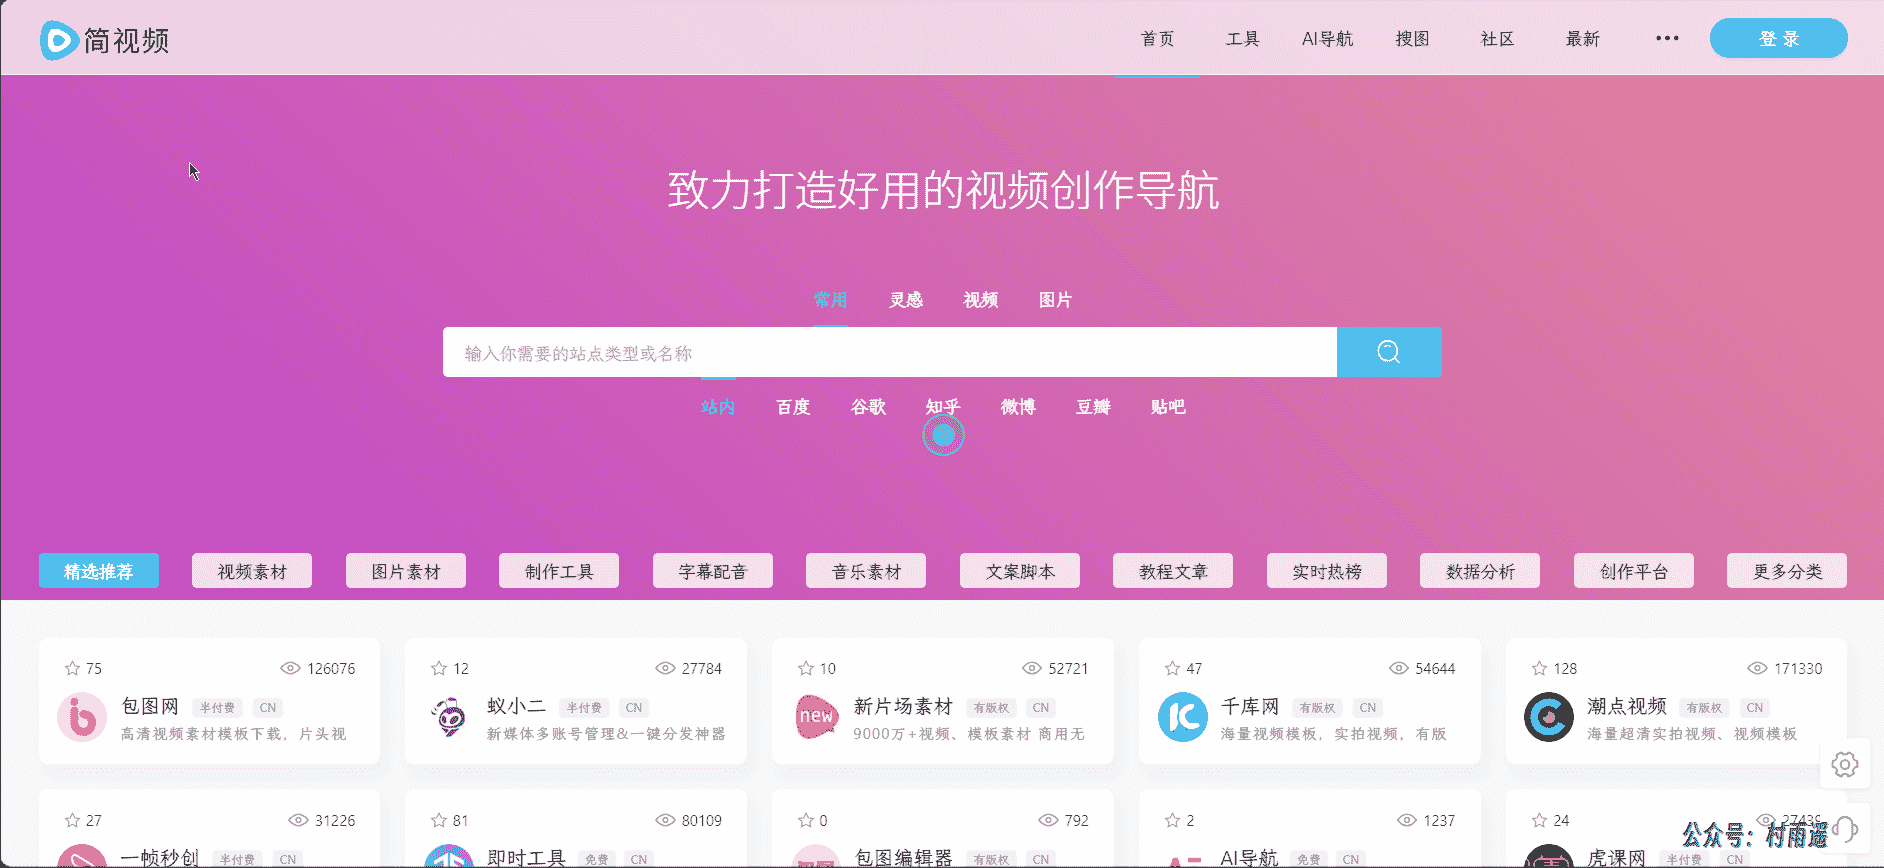 简视频
首页 工具 AI导航 搜图 社区 最新 ••• 登 录
致力打造好用的视频创作导航
常用 灵感 视频 图片
输入你需要的站点类型或名称
站内 百度 谷歌 知乎 微博 豆瓣 贴吧
精选推荐 视频素材 图片素材 制作工具 字幕配音 音乐素材 文案脚本 教程文章 实时热榜 数据分析 创作平台 更多分类
75 126076 12 27784 10 52721 47 54644 128 171330
包图网 半付费 CN 蚁小二 半付费 CN new 新片场素材 有版权 CN 千库网 有版权 CN 潮点视频 有版权 CN
高清视频素材模板下载，片头视 新媒体多账号管理&一键分发神器 9000万+视频、模板素材 商用无 海量视频模板，实拍视频，有版 海量超清实拍视频、视频模板
27 31226 81 80109 0 792 2 1237 24 27439
公众号：村雨遥
一帧秒创 半付费 CN 即时工具 免费 CN 包图编辑器 有版权 CN AI导航 免费 CN 虎课网 半付费 CN